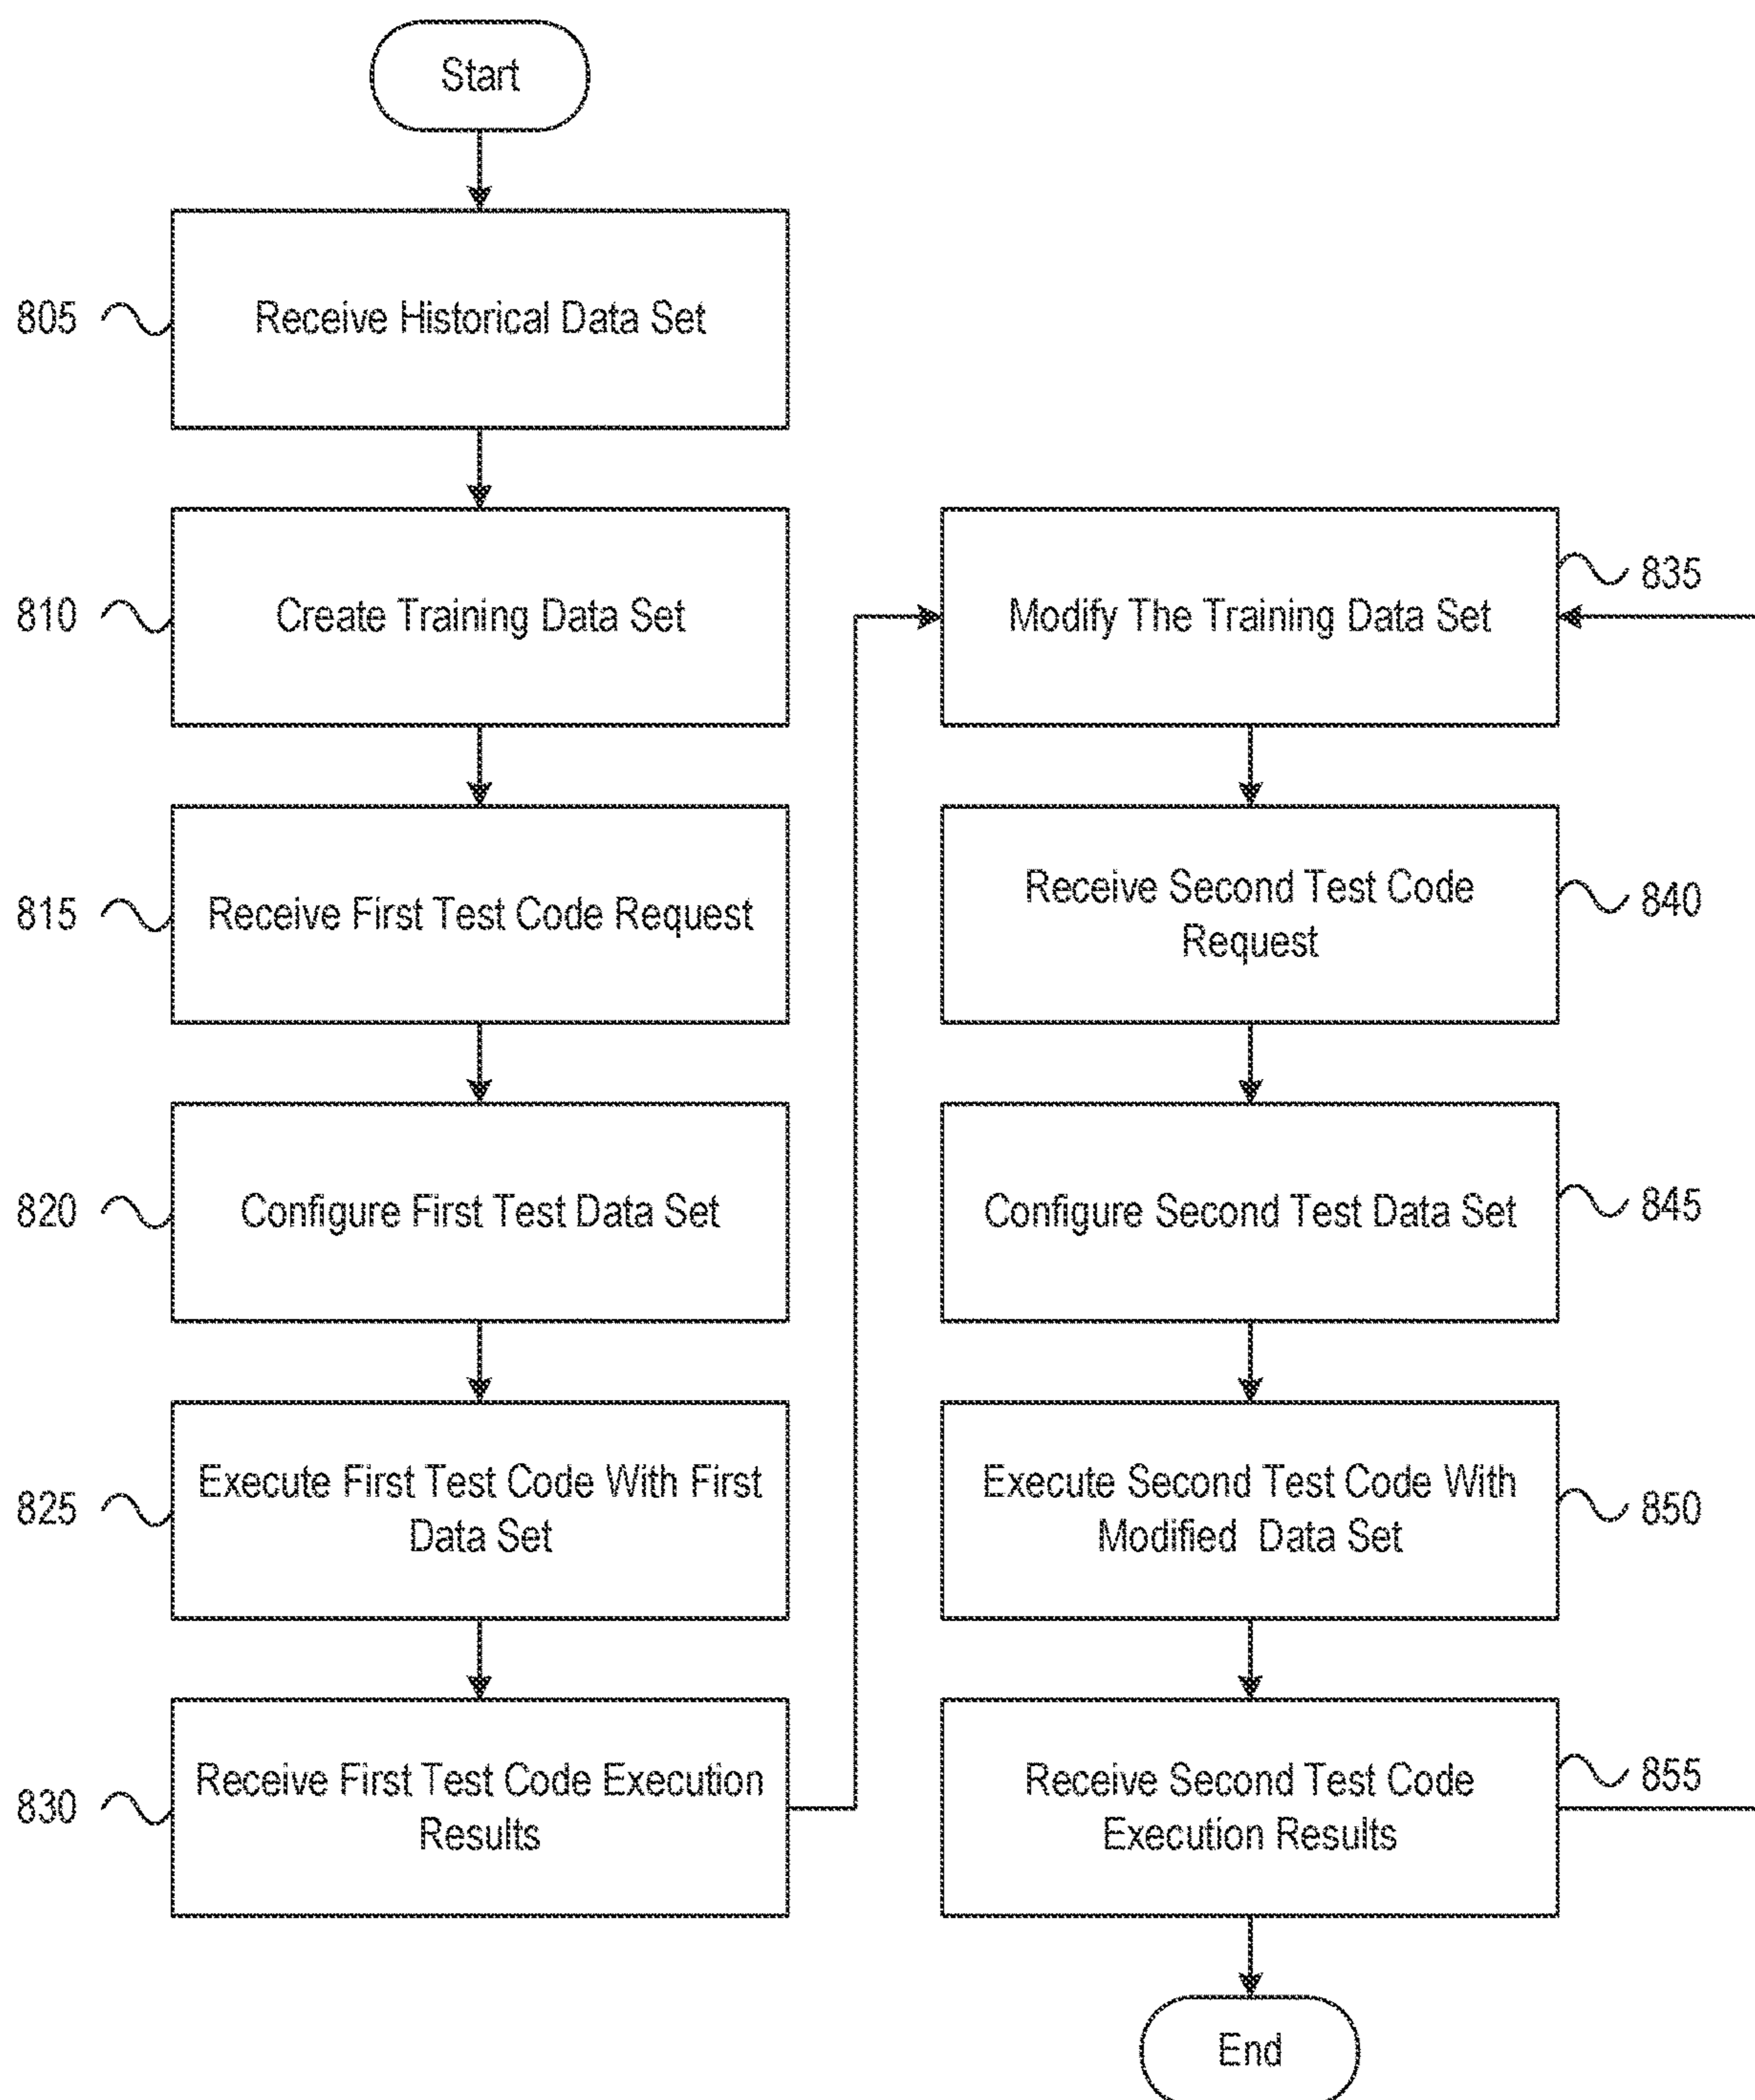 Start
805
Receive Historical Data Set
810
Create Training Data Set
815
Receive First Test Code Request
820
Configure First Test Data Set
825
Execute First Test Code With First
Data Set
830
Receive First Test Code Execution
Results
Modify The Training Data Set
835
Receive Second Test Code
Request
840
Configure Second Test Data Set
845
Execute Second Test Code With
Modified Data Set
850
Receive Second Test Code
Execution Results
855
End